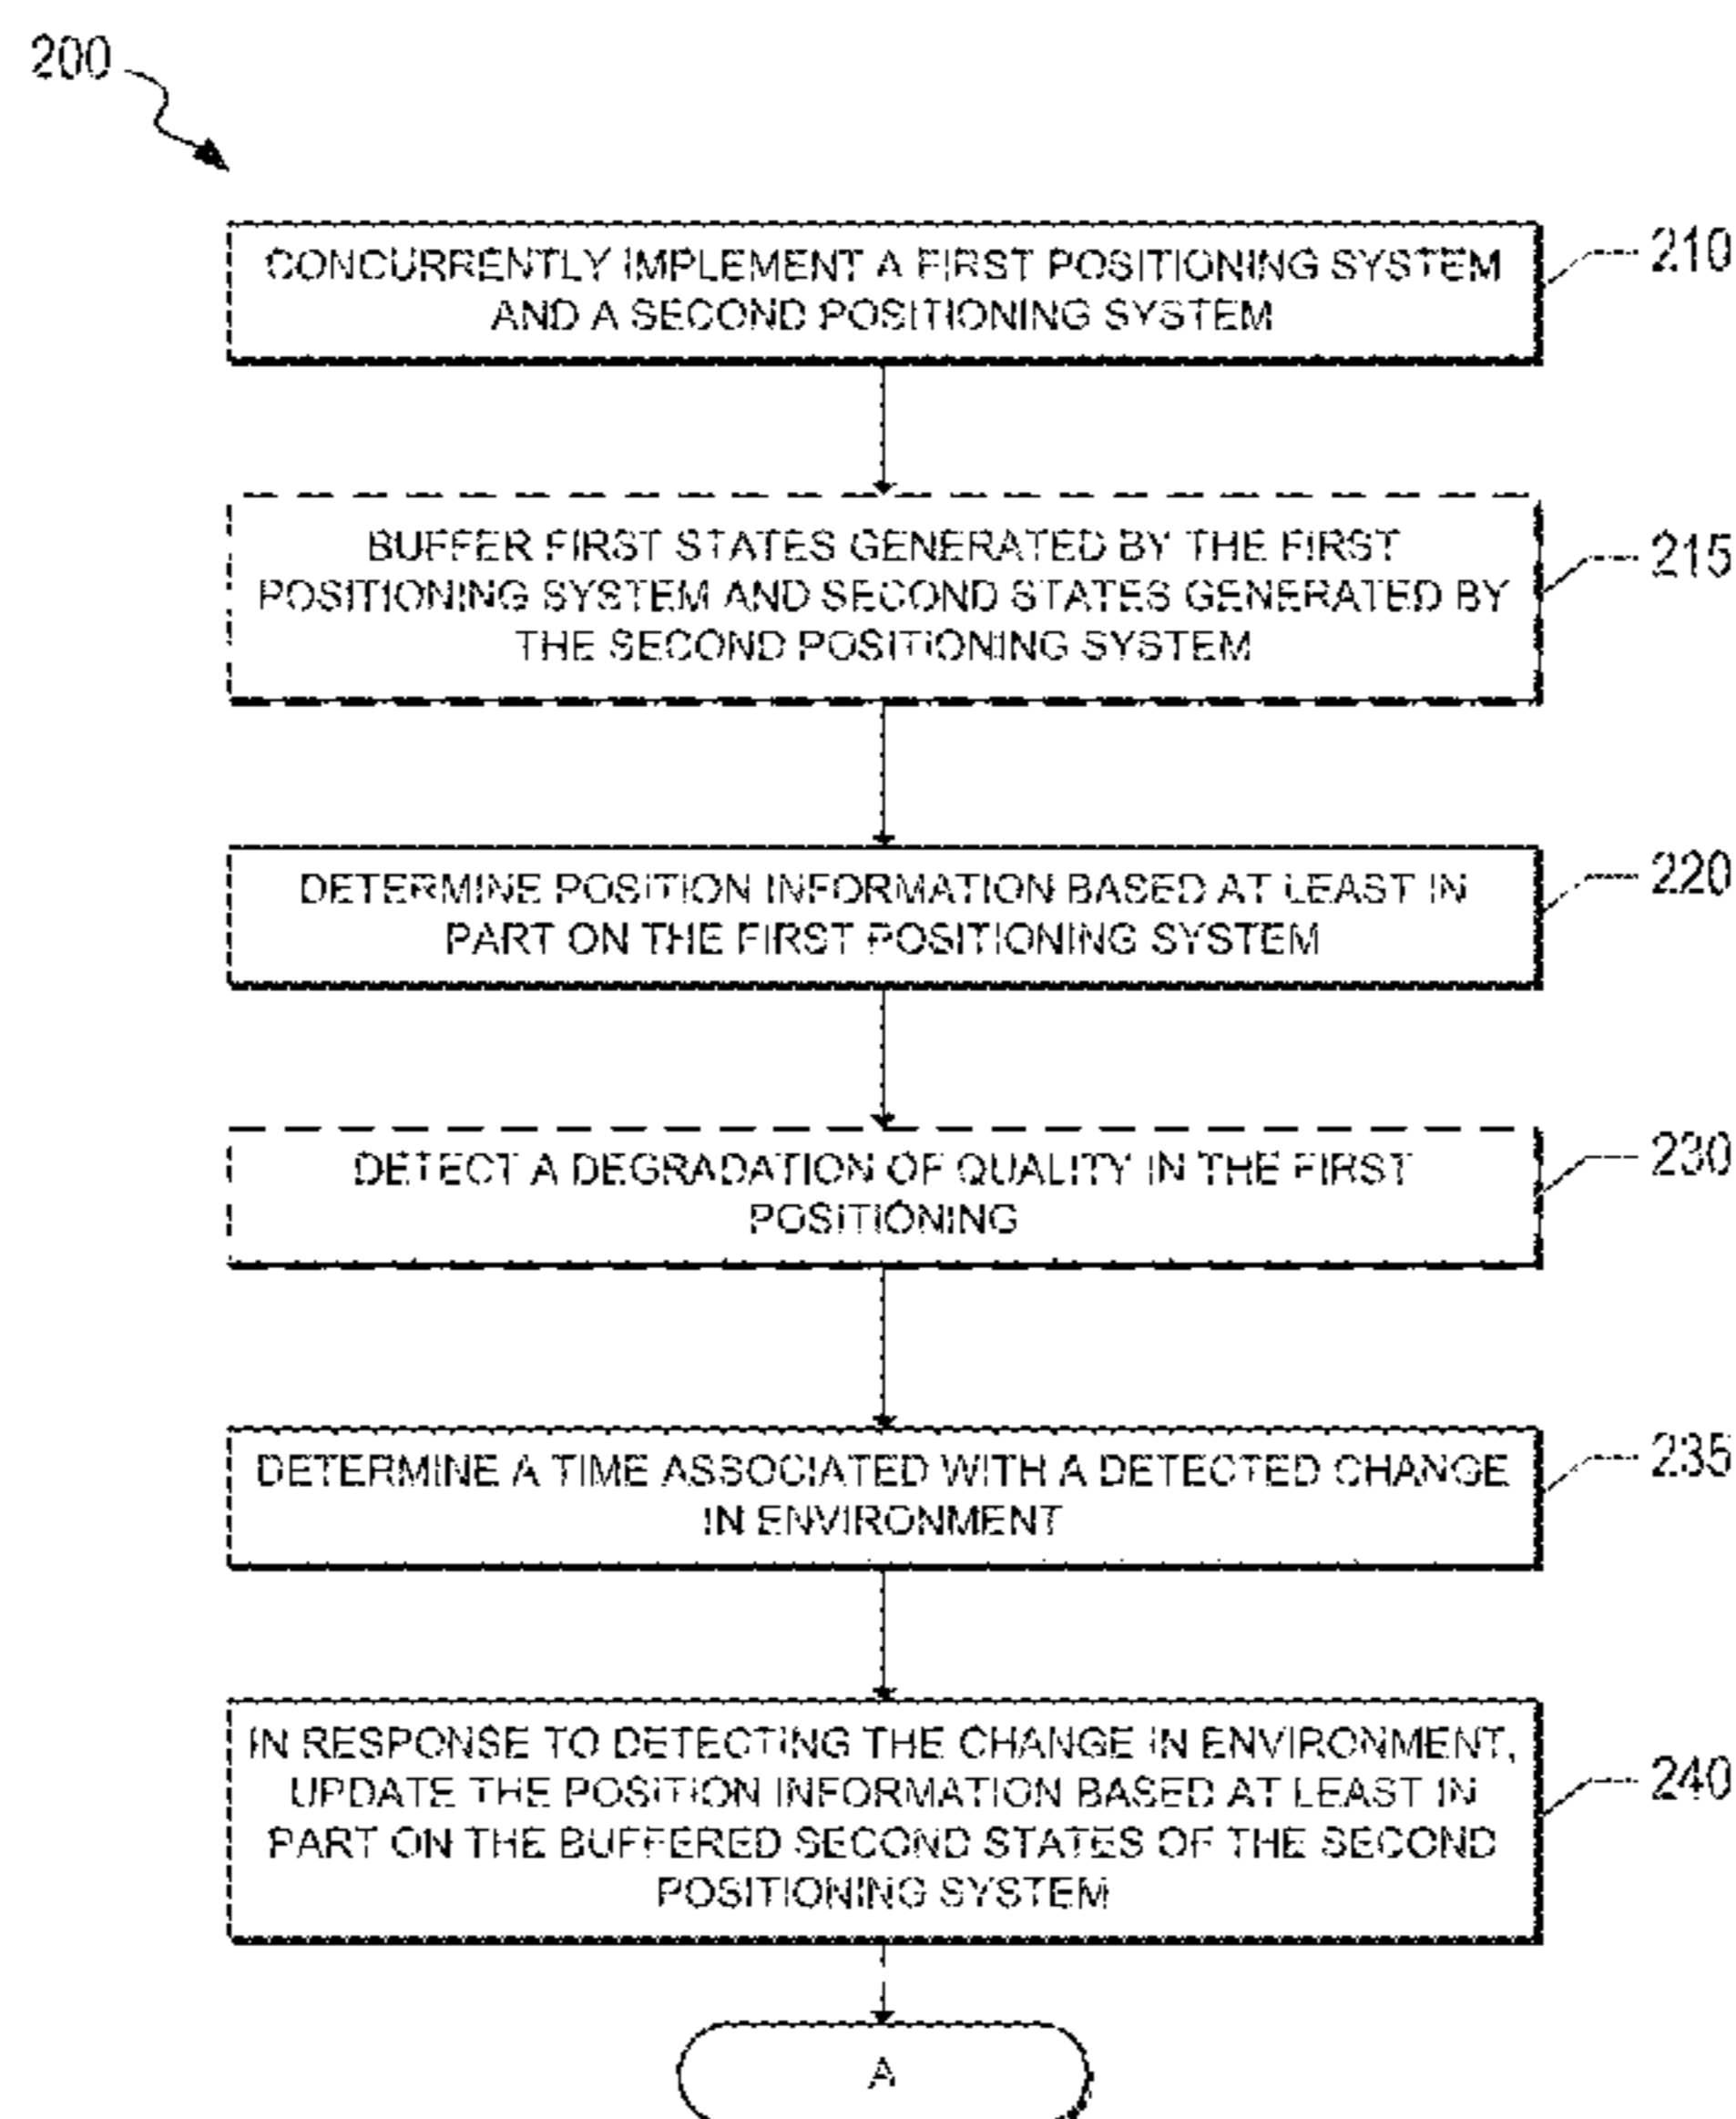 200
CONCURRENTLY IMPLEMENT A FIRST POSITIONING SYSTEM
AND A SECOND POSITIONING SYSTEM
210
BUFFER FIRST STATES GENERATED BY THE FIRST
POSITIONING SYSTEM AND SECOND STATES GENERATED BY
THE SECOND POSITIONING SYSTEM
215
DETERMINE POSITION INFORMATION BASED AT LEAST IN
PART ON THE FIRST POSITIONING SYSTEM
220
DETECT A DEGRADATION OF QUALITY IN THE FIRST
POSITIONING
230
DETERMINE A TIME ASSOCIATED WITH A DETECTED CHANGE
IN ENVIRONMENT
235
IN RESPONSE TO DETECTING THE CHANGE IN ENVIRONMENT,
UPDATE THE POSITION INFORMATION BASED AT LEAST IN
PART ON THE BUFFERED SECOND STATES OF THE SECOND
POSITIONING SYSTEM
240
A